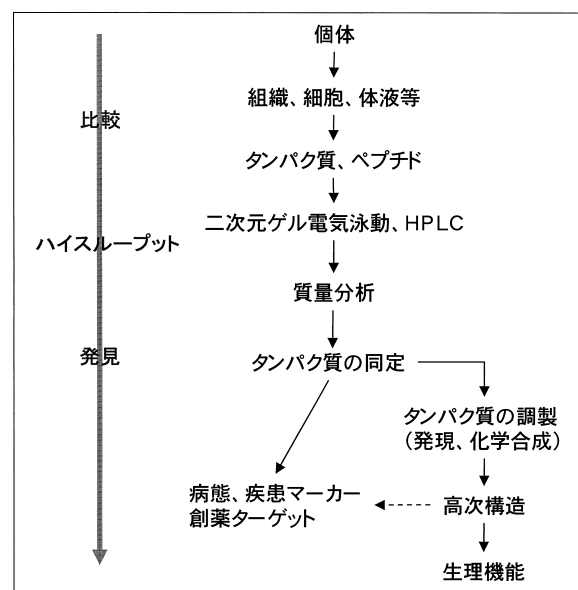 個体
組織、細胞、体液等
比較
タンパク質、ペプチド
二次元ゲル電気泳動、HPLC
ハイスループット
質量分析
発見
タンパク質の同定
タンパク質の調製
(発現、化学合成)
病態、疾患マーカー
創薬ターゲット
高次構造
生理機能